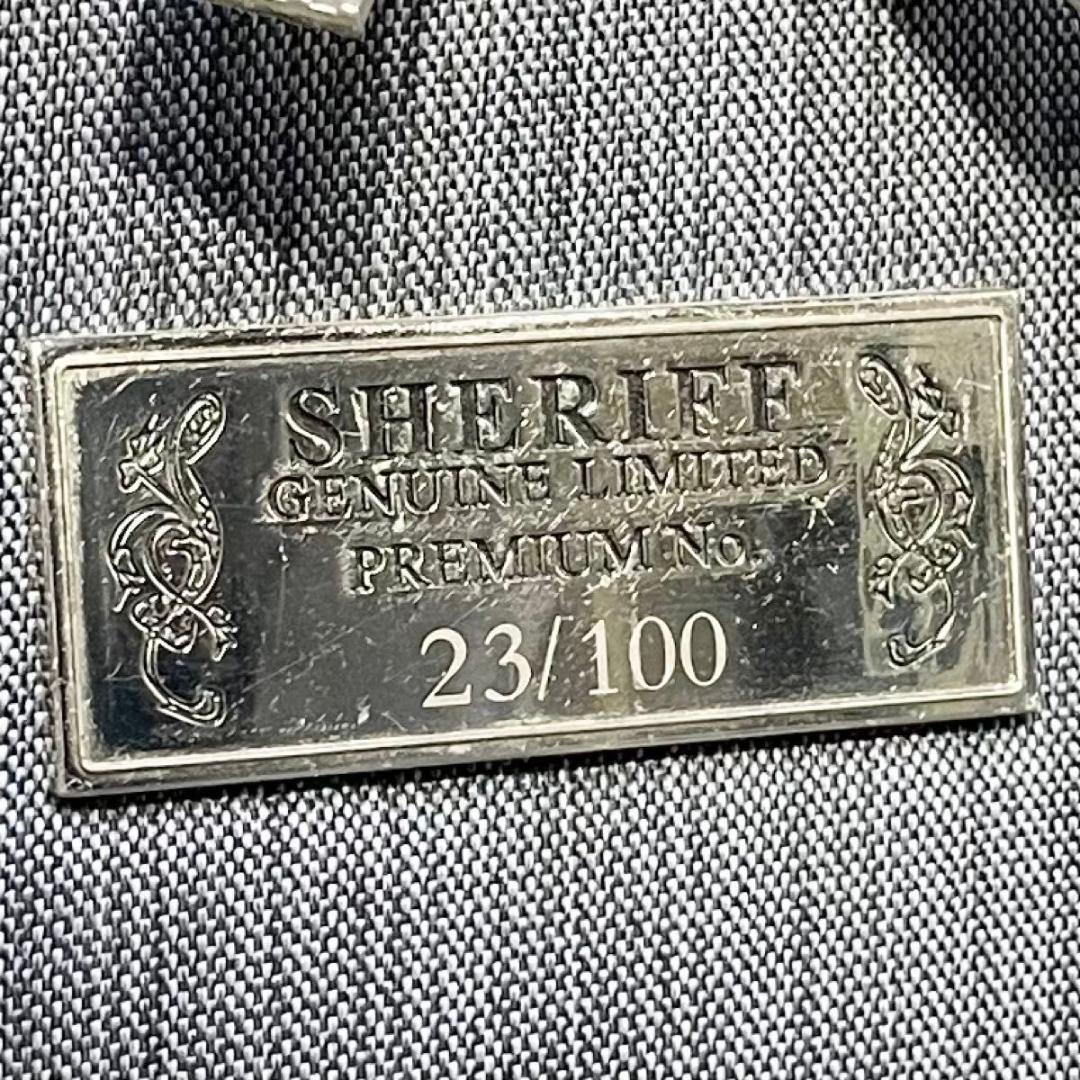 SHERIFF
GENUINE LIMITED
PREMIUM No.
23/100